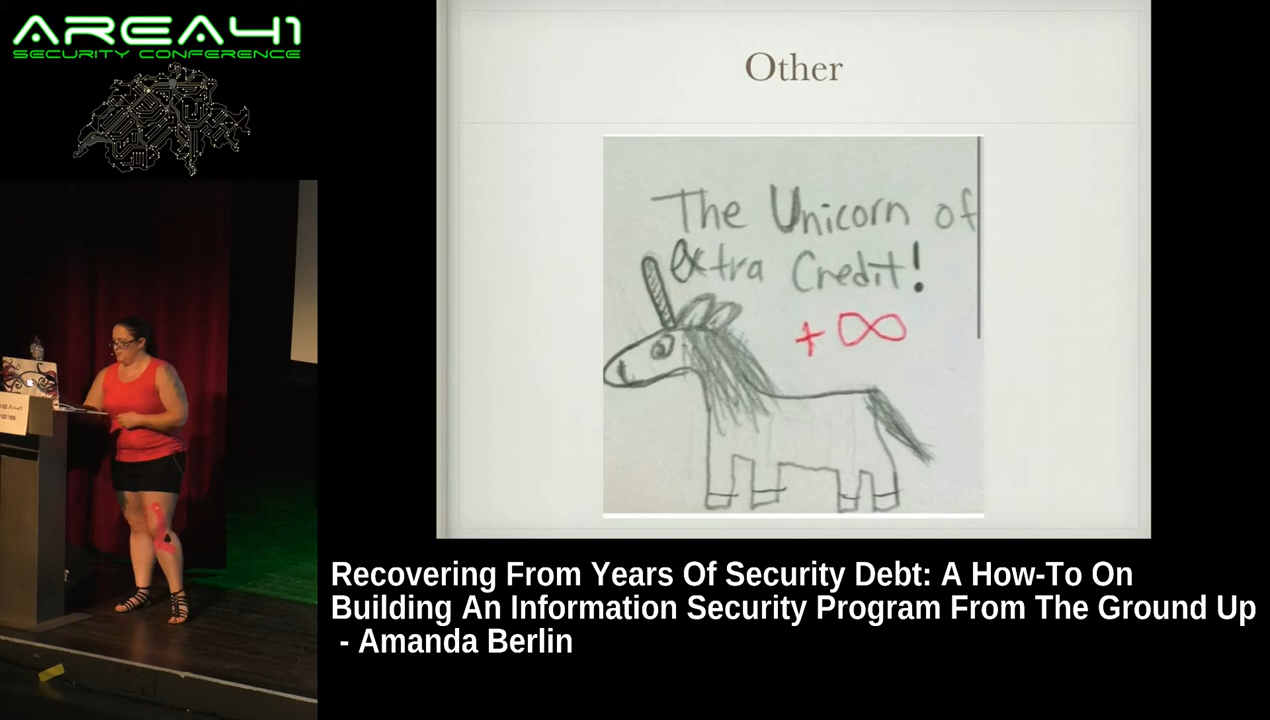 AREA41
SECURITY CONFERENCE
Other
The Unicorn of
extra Credit!
+∞
Recovering From Years Of Security Debt: A How-To On
Building An Information Security Program From The Ground Up
- Amanda Berlin